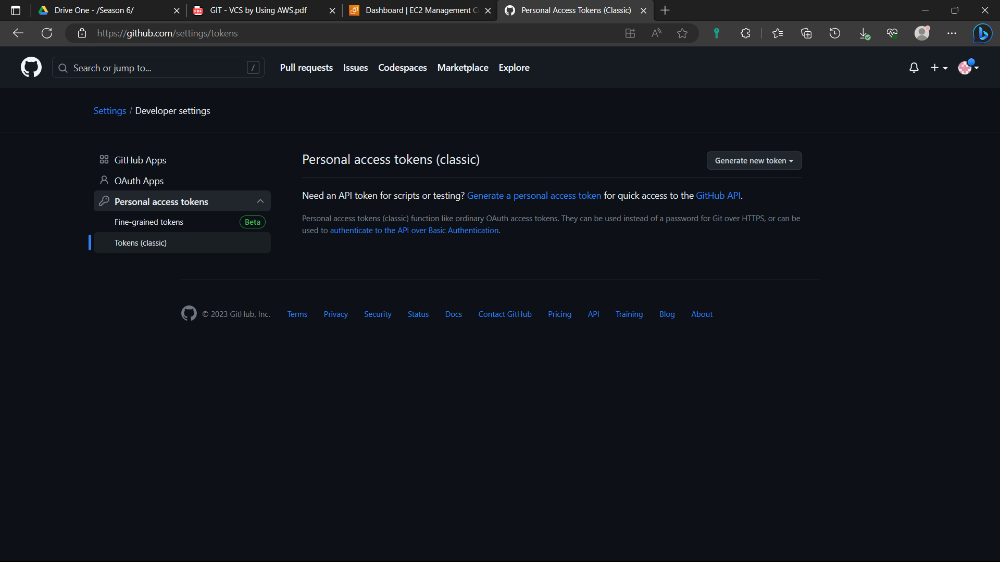 Drive One - /Season 6/
GIT - VCS by Using AWS.pdf
Dashboard | EC2 Management C
Personal Access Tokens (Classic)
https://github.com/settings/tokens
Search or jump to...
/
Pull requests
Issues
Codespaces
Marketplace
Explore
Settings / Developer settings
GitHub Apps
OAuth Apps
Personal access tokens
Fine-grained tokens
Beta
Tokens (classic)
Personal access tokens (classic)
Generate new token
Need an API token for scripts or testing? Generate a personal access token for quick access to the GitHub API.
Personal access tokens (classic) function like ordinary OAuth access tokens. They can be used instead of a password for Git over HTTPS, or can be
used to authenticate to the API over Basic Authentication.
© 2023 GitHub, Inc.
Terms
Privacy
Security
Status
Docs
Contact GitHub
Pricing
API
Training
Blog
About